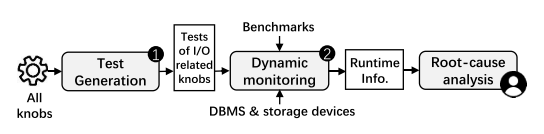 Benchmarks
All
knobs
Test
Generation
1
Tests
of I/O
related
knobs
Dynamic
monitoring
2
DBMS & storage devices
Runtime
Info.
Root-cause
analysis